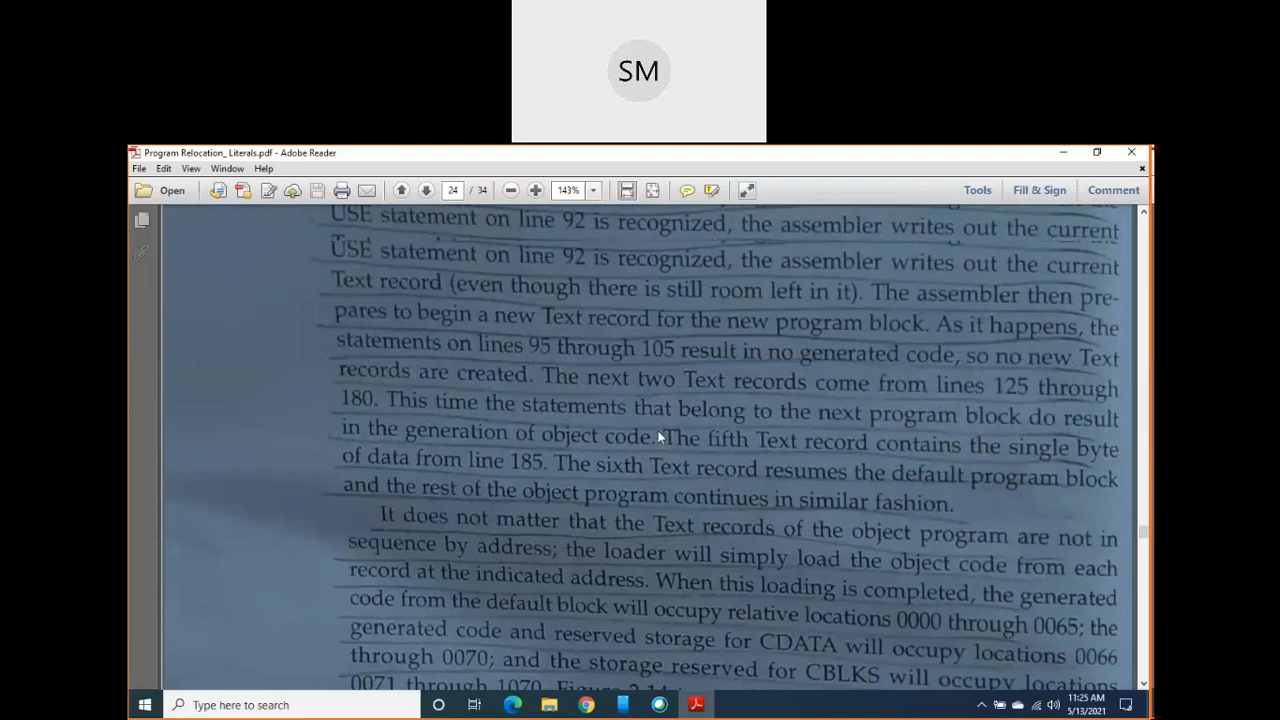 SM
Program Relocation_ Literals.pdf - Adobe Reader
File Edit View Window Help
Open 24 / 34 143% Tools Fill & Sign Comment
USE statement on line 92 is recognized, the assembler writes out the current
USE statement on line 92 is recognized, the assembler writes out the current
Text record (even though there is still room left in it). The assembler then pre-
pares to begin a new Text record for the new program block. As it happens, the
statements on lines 95 through 105 result in no generated code, so no new Text
records are created. The next two Text records come from lines 125 through
180. This time the statements that belong to the next program block do result
in the generation of object code. The fifth Text record contains the single byte
of data from line 185. The sixth Text record resumes the default program block
and the rest of the object program continues in similar fashion.
It does not matter that the Text records of the object program are not in
sequence by address; the loader will simply load the object code from each
record at the indicated address. When this loading is completed, the generated
code from the default block will occupy relative locations 0000 through 0065; the
generated code and reserved storage for CDATA will occupy locations 0066
through 0070; and the storage reserved for CBLKS will occupy locations
0071 through 1070. Figure
Type here to search
11:25 AM
5/13/2021